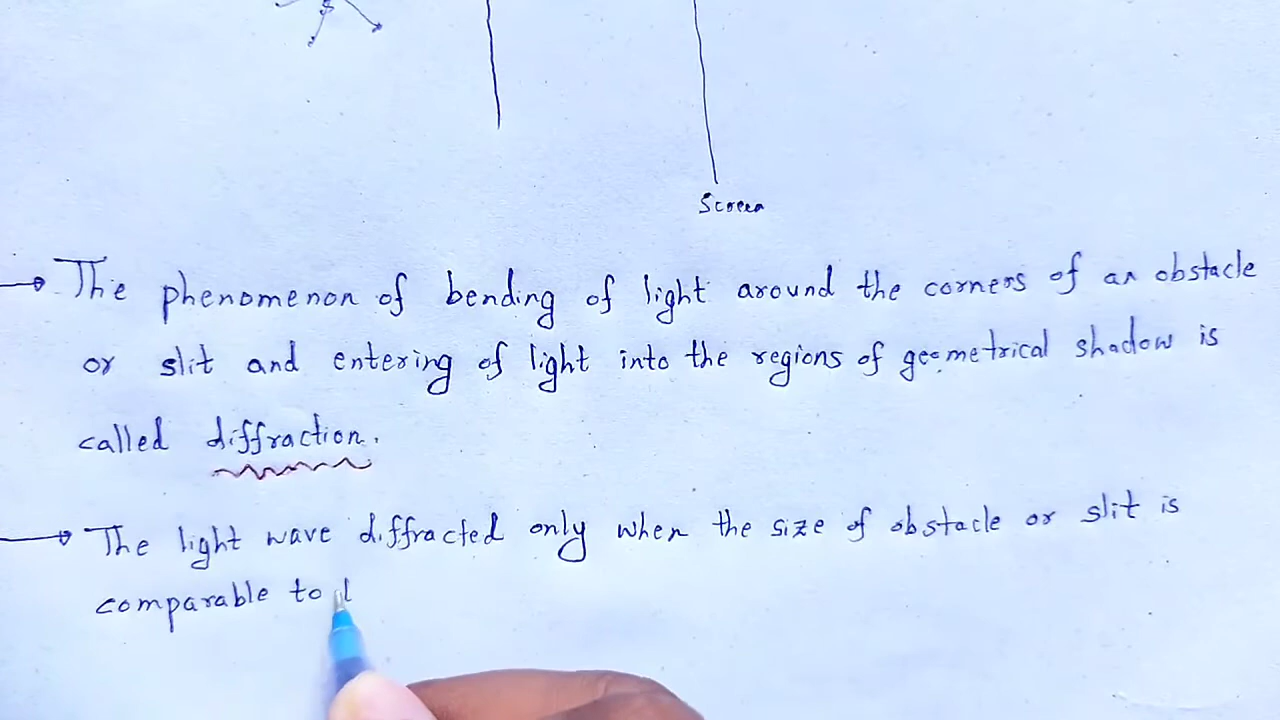 S
Screen
The phenomenon of bending of light around the corners of an obstacle
or slit and entering of light into the regions of geometrical shadow is
called diffraction.
The light wave diffracted only when the size of obstacle or slit is
comparable to